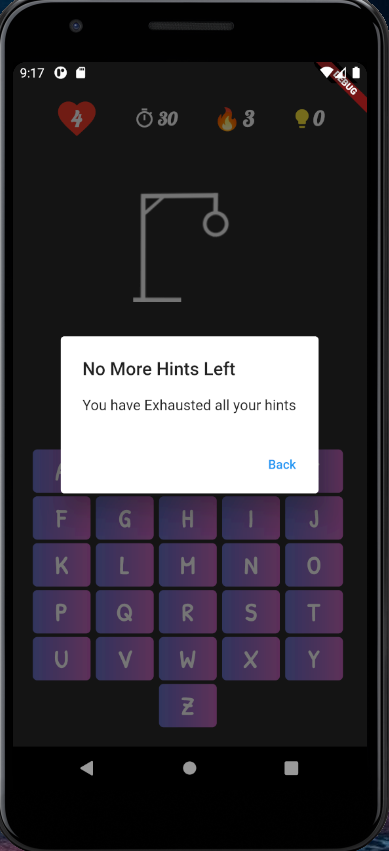 9:17
DEBUG
4 30 3 0
No More Hints Left
You have Exhausted all your hints
Back
A
F G H I J
K L M N O
P Q R S T
U V W X Y
Z